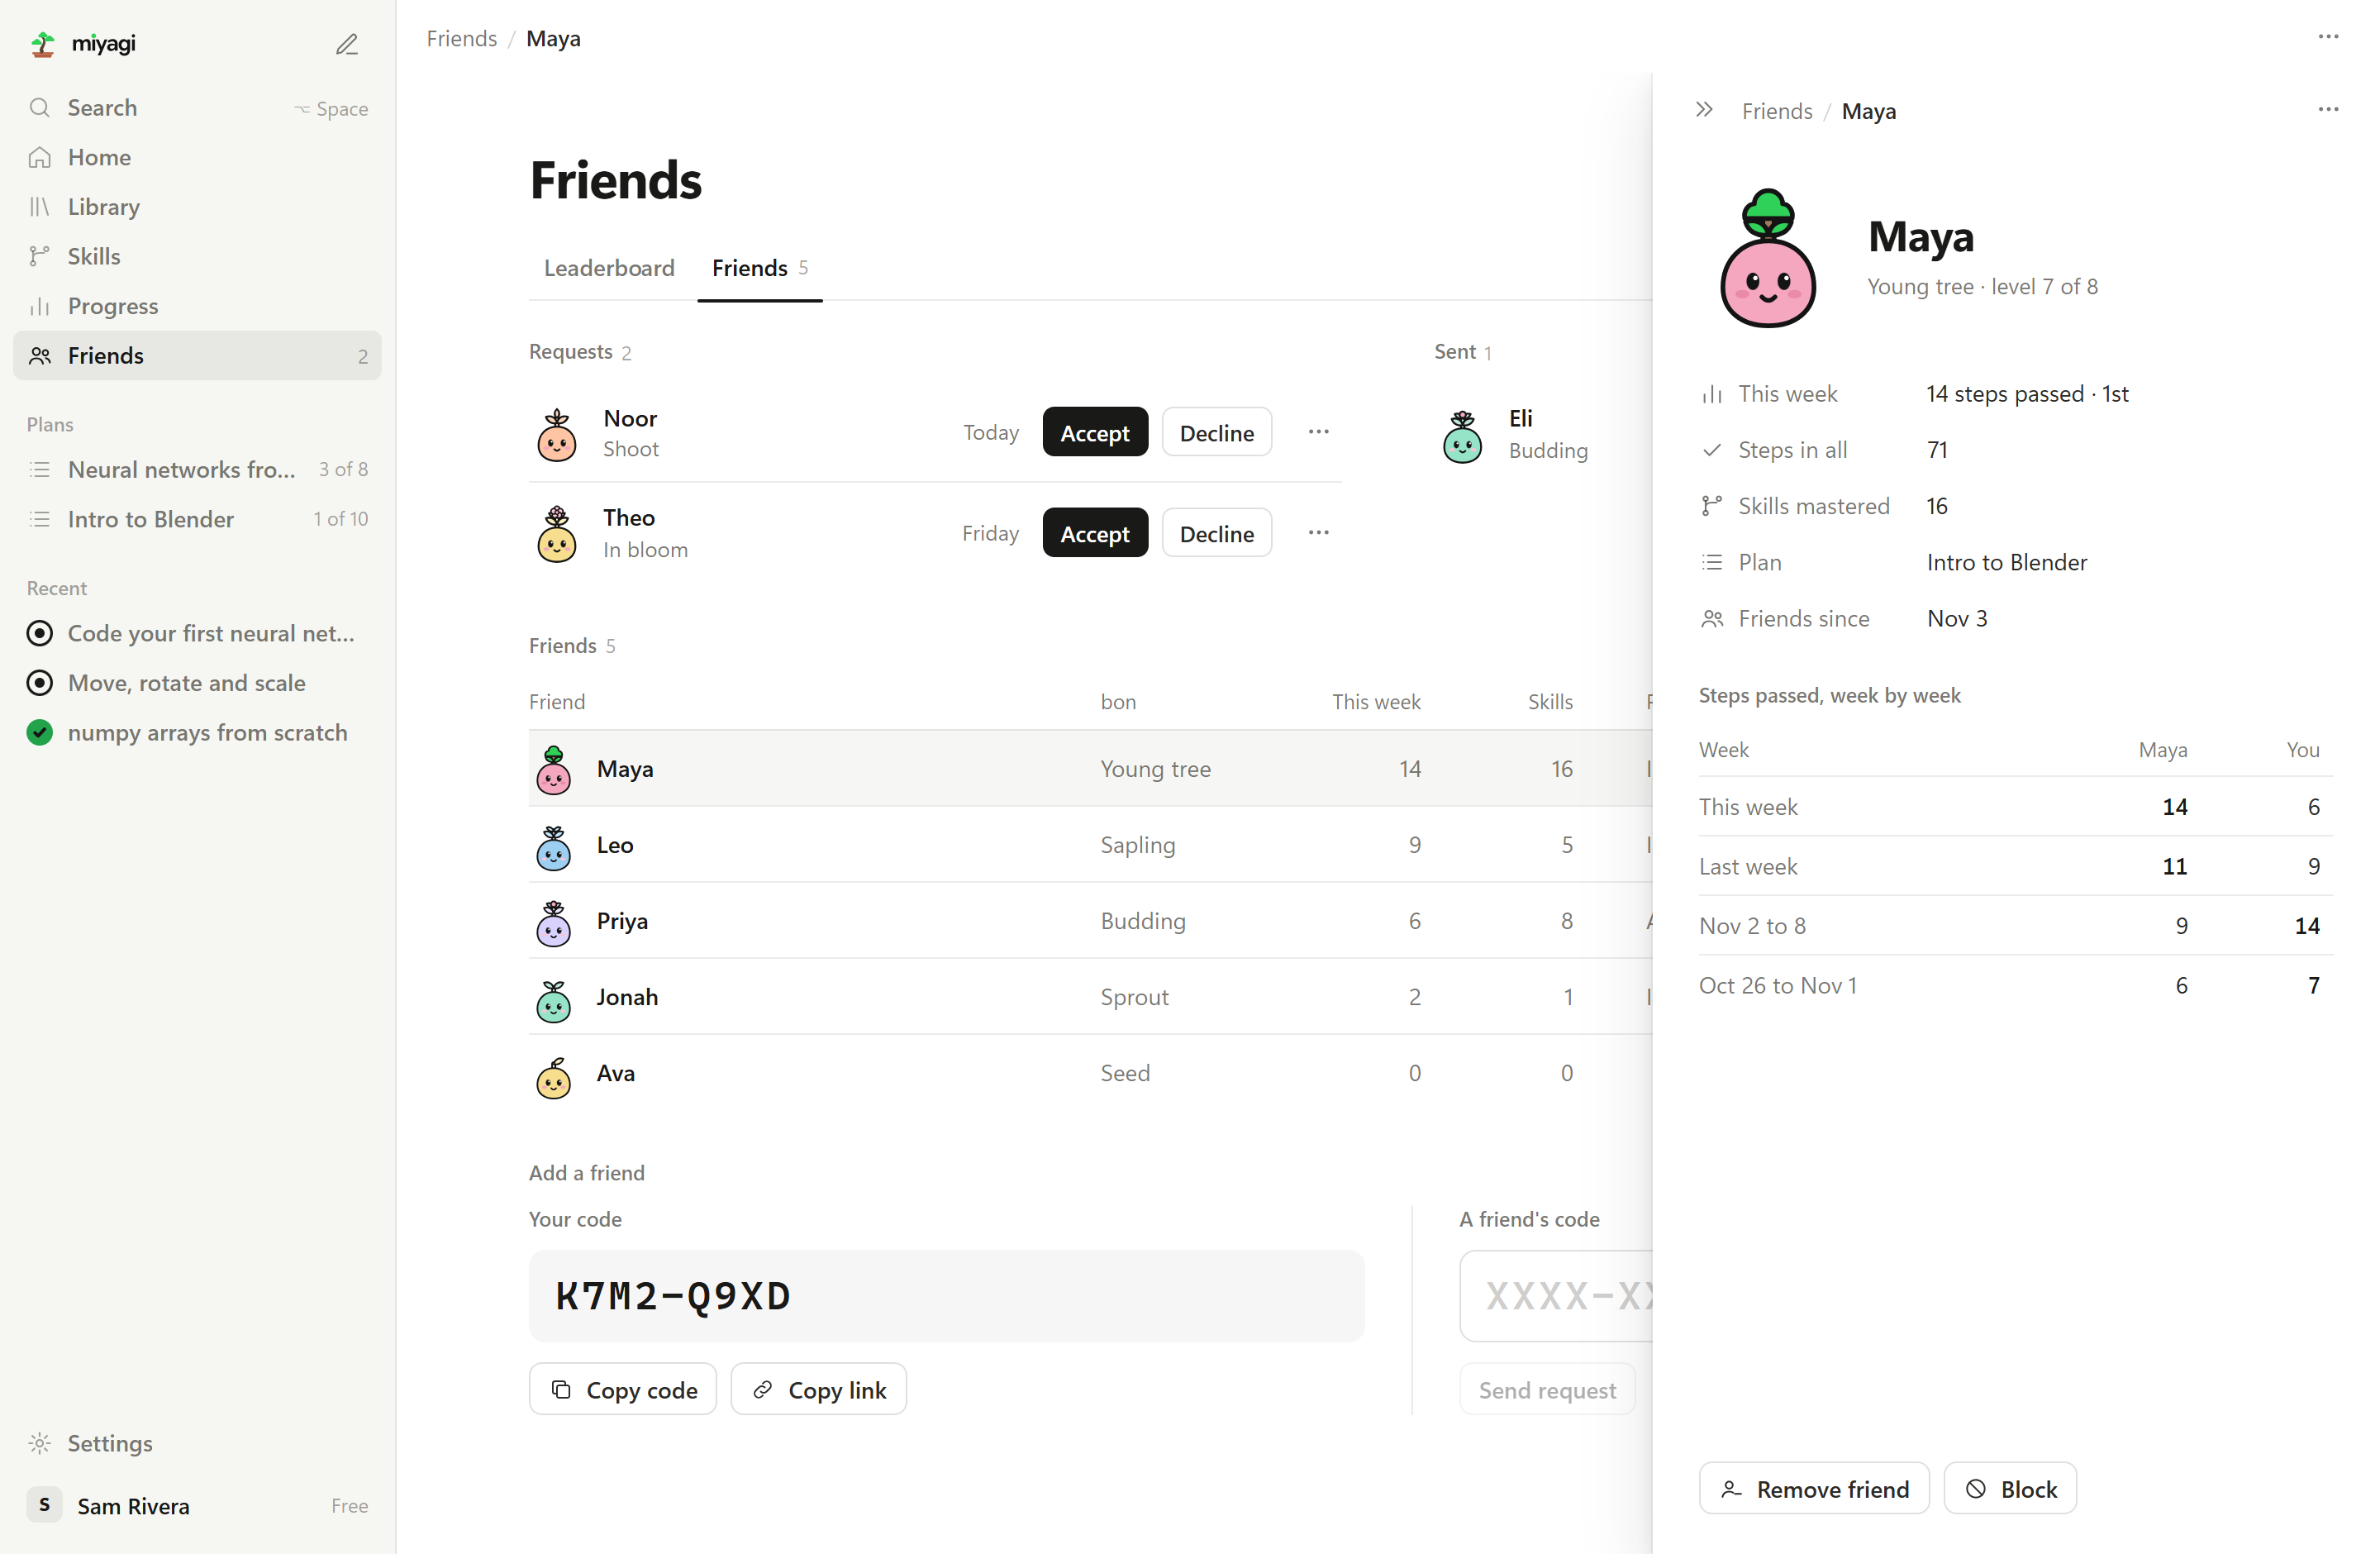 miyagi
Search ⌥ Space
Home
Library
Skills
Progress
Friends 2
Plans
Neural networks fro... 3 of 8
Intro to Blender 1 of 10
Recent
Code your first neural net...
Move, rotate and scale
numpy arrays from scratch
Settings
S Sam Rivera Free
Friends / Maya
Friends
Leaderboard Friends 5
Requests 2
Noor
Shoot
Today Accept Decline
Theo
In bloom
Friday Accept Decline
Sent 1
Eli
Budding
Friends 5
Friend bon This week Skills
Maya Young tree 14 16
Leo Sapling 9 5
Priya Budding 6 8
Jonah Sprout 2 1
Ava Seed 0 0
Add a friend
Your code
K7M2-Q9XD
Copy code Copy link
A friend's code
XXXX-XX
Send request
Friends / Maya
Maya
Young tree · level 7 of 8
This week 14 steps passed · 1st
Steps in all 71
Skills mastered 16
Plan Intro to Blender
Friends since Nov 3
Steps passed, week by week
Week Maya You
This week 14 6
Last week 11 9
Nov 2 to 8 9 14
Oct 26 to Nov 1 6 7
Remove friend Block